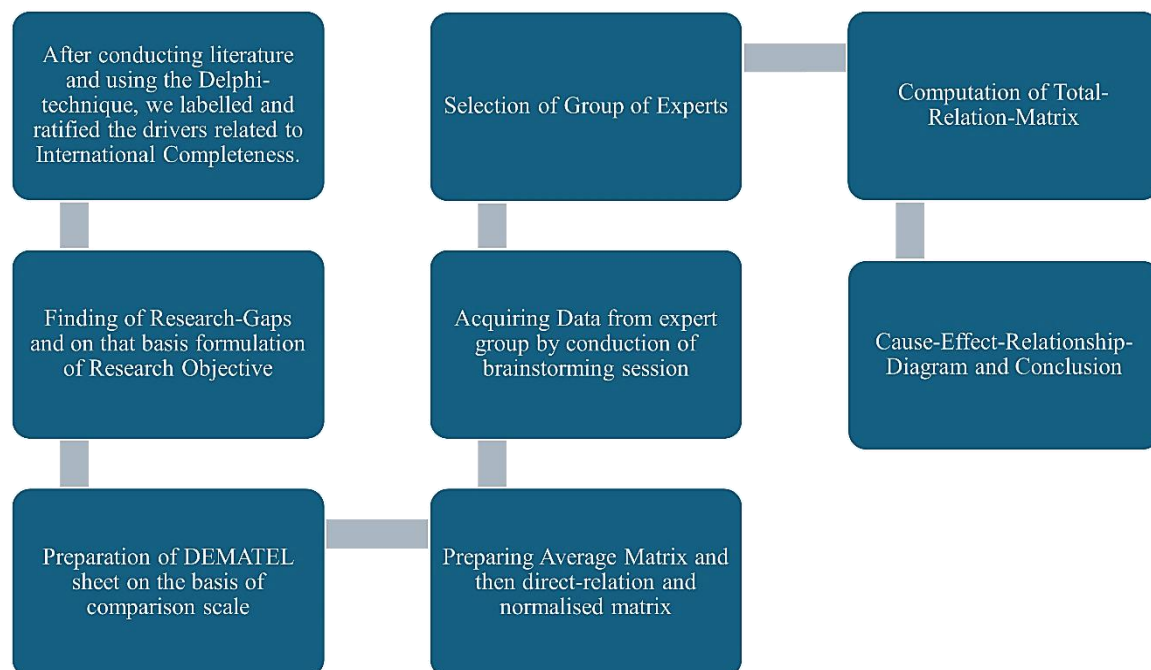 After conducting literature
and using the Delphi-
technique, we labelled and
ratified the drivers related to
International Completeness.
Finding of Research-Gaps
and on that basis formulation
of Research Objective
Preparation of DEMATEL
sheet on the basis of
comparison scale
Preparing Average Matrix and
then direct-relation and
normalised matrix
Acquiring Data from expert
group by conduction of
brainstorming session
Selection of Group of Experts
Computation of Total-
Relation-Matrix
Cause-Effect-Relationship-
Diagram and Conclusion